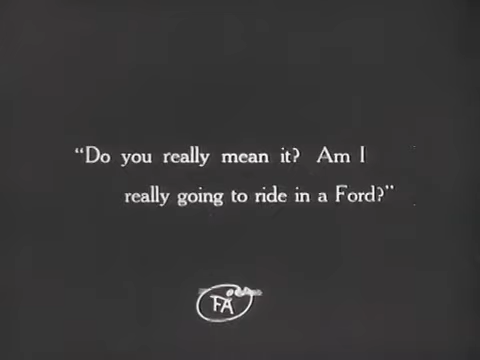 “Do you really mean it? Am I
really going to ride in a Ford?”
FA